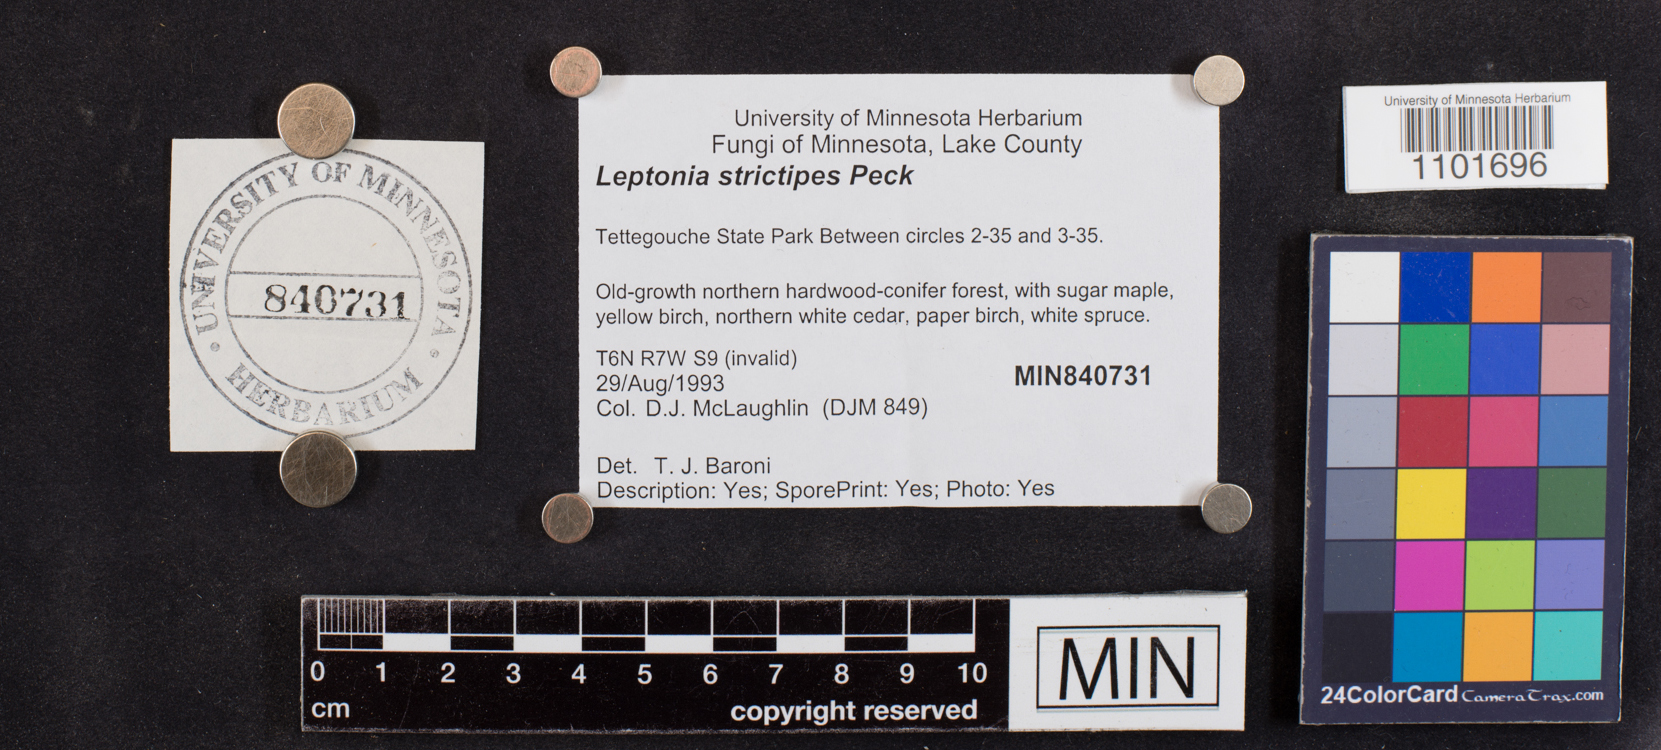 UNIVERSITY OF MINNESOTA
840731
HERBARIUM
University of Minnesota Herbarium
Fungi of Minnesota, Lake County
Leptonia strictipes Peck
Tettegouche State Park Between circles 2-35 and 3-35.
Old-growth northern hardwood-conifer forest, with sugar maple,
yellow birch, northern white cedar, paper birch, white spruce.
T6N R7W S9 (invalid)
29/Aug/1993
MIN840731
Col. D.J. McLaughlin (DJM 849)
Det. T. J. Baroni
Description: Yes; SporePrint: Yes; Photo: Yes
University of Minnesota Herbarium
1101696
0 1 2 3 4 5 6 7 8 9 10
cm
copyright reserved
MIN
24ColorCard CameraTrax.com